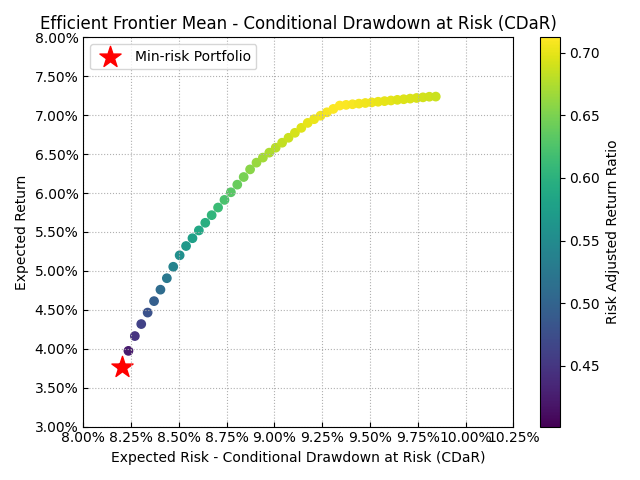 Efficient Frontier Mean - Conditional Drawdown at Risk (CDaR)
Min-risk Portfolio
8.00%
7.50%
7.00%
6.50%
6.00%
5.50%
5.00%
4.50%
4.00%
3.50%
3.00%
Expected Return
8.00% 8.25% 8.50% 8.75% 9.00% 9.25% 9.50% 9.75% 10.00% 10.25%
Expected Risk - Conditional Drawdown at Risk (CDaR)
0.70
0.65
0.60
0.55
0.50
0.45
Risk Adjusted Return Ratio